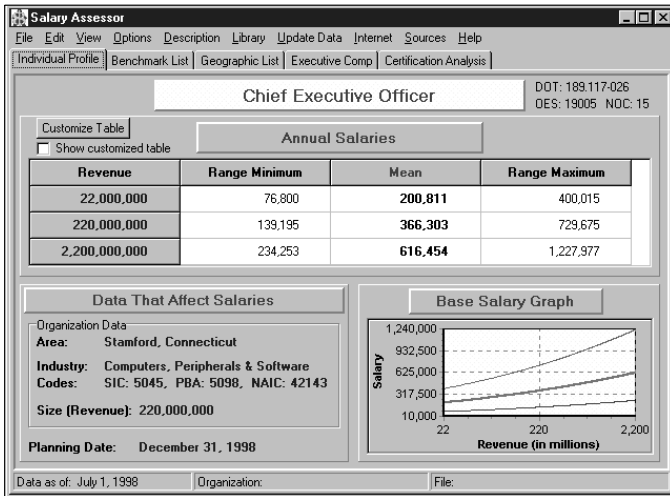 Salary Assessor
File Edit View Options Description Library Update Data Internet Sources Help
Individual Profile Benchmark List Geographic List Executive Comp Certification Analysis
Chief Executive Officer
DOT: 189.117-026
OES: 19005 NOC: 15
Customize Table
Show customized table
Annual Salaries
Revenue Range Minimum Mean Range Maximum
22,000,000 76,800 200,811 400,015
220,000,000 139,195 366,303 729,675
2,200,000,000 234,253 616,454 1,227,977
Data That Affect Salaries
Organization Data
Area: Stamford, Connecticut
Industry: Computers, Peripherals & Software
Codes: SIC: 5045, PBA: 5098, NAIC: 42143
Size (Revenue): 220,000,000
Planning Date: December 31, 1998
Base Salary Graph
Salary
1,240,000
932,500
625,000
317,500
10,000
22 220 2,200
Revenue (in millions)
Data as of: July 1, 1998 Organization: File: